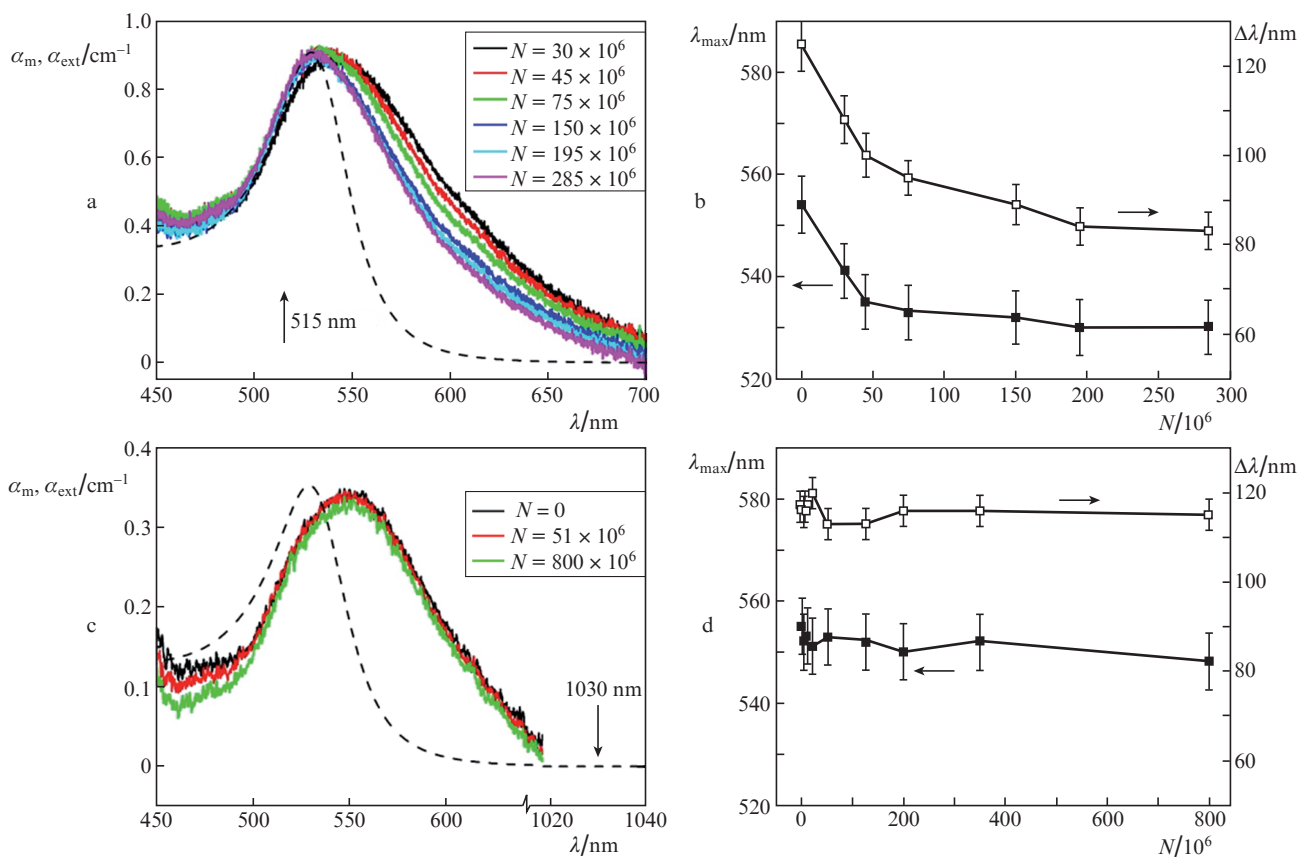 α_m, α_ext/cm⁻¹
1.0
0.8
0.6
0.4
0.2
0
a
N = 30 × 10⁶
N = 45 × 10⁶
N = 75 × 10⁶
N = 150 × 10⁶
N = 195 × 10⁶
N = 285 × 10⁶
515 nm
450 500 550 600 650 700
λ/nm
λ_max/nm
580
560
540
520
b
Δλ/nm
120
100
80
60
0 50 100 150 200 250 300
N/10⁶
α_m, α_ext/cm⁻¹
0.4
0.3
0.2
0.1
0
c
N = 0
N = 51 × 10⁶
N = 800 × 10⁶
1030 nm
450 500 550 600 1020 1040
λ/nm
λ_max/nm
580
560
540
520
d
Δλ/nm
120
100
80
60
0 200 400 600 800
N/10⁶